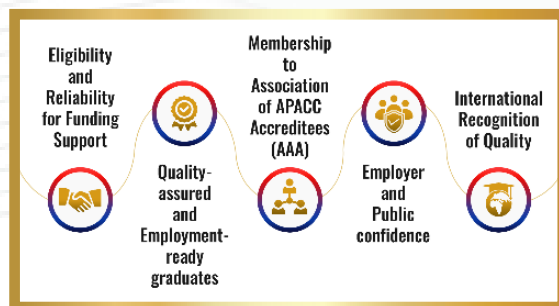 Eligibility
and
Reliability
for Funding
Support
Quality-
assured
and
Employment-
ready
graduates
Membership
to
Association
of APACC
Accreditees
(AAA)
Employer
and
Public
confidence
International
Recognition
of Quality